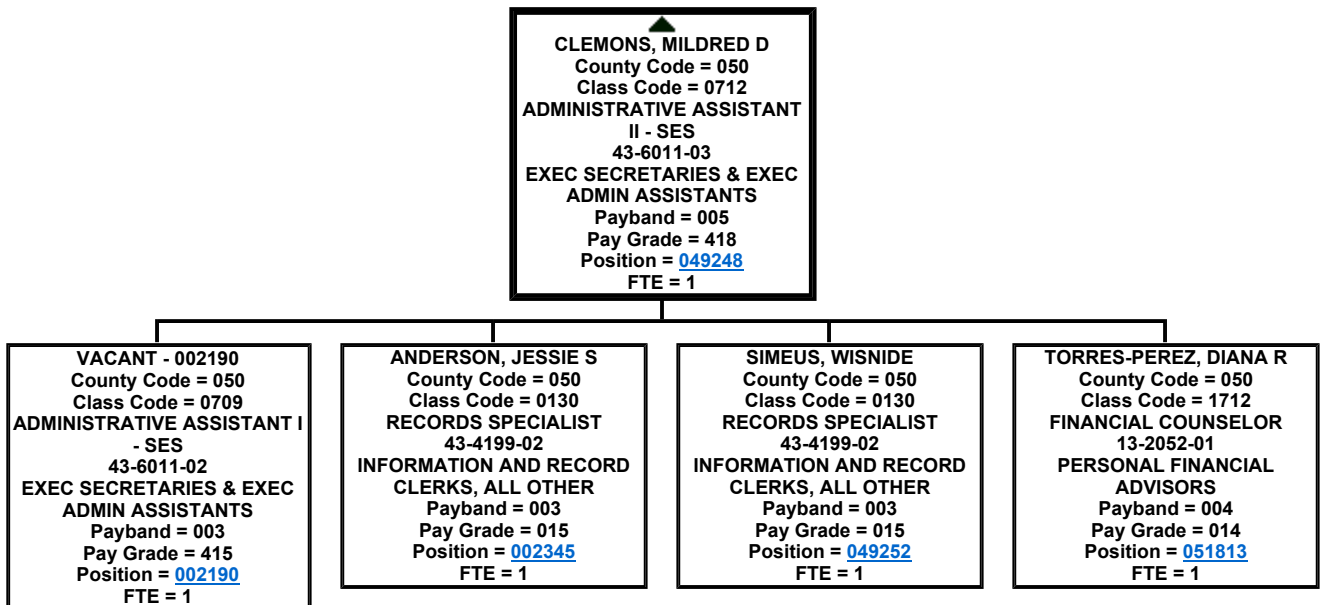 CLEMONS, MILDRED D
County Code = 050
Class Code = 0712
ADMINISTRATIVE ASSISTANT
II - SES
43-6011-03
EXEC SECRETARIES & EXEC
ADMIN ASSISTANTS
Payband = 005
Pay Grade = 418
Position = 049248
FTE = 1
VACANT - 002190
County Code = 050
Class Code = 0709
ADMINISTRATIVE ASSISTANT I
- SES
43-6011-02
EXEC SECRETARIES & EXEC
ADMIN ASSISTANTS
Payband = 003
Pay Grade = 415
Position = 002190
FTE = 1
ANDERSON, JESSIE S
County Code = 050
Class Code = 0130
RECORDS SPECIALIST
43-4199-02
INFORMATION AND RECORD
CLERKS, ALL OTHER
Payband = 003
Pay Grade = 015
Position = 002345
FTE = 1
SIMEUS, WISNIDE
County Code = 050
Class Code = 0130
RECORDS SPECIALIST
43-4199-02
INFORMATION AND RECORD
CLERKS, ALL OTHER
Payband = 003
Pay Grade = 015
Position = 049252
FTE = 1
TORRES-PEREZ, DIANA R
County Code = 050
Class Code = 1712
FINANCIAL COUNSELOR
13-2052-01
PERSONAL FINANCIAL
ADVISORS
Payband = 004
Pay Grade = 014
Position = 051813
FTE = 1